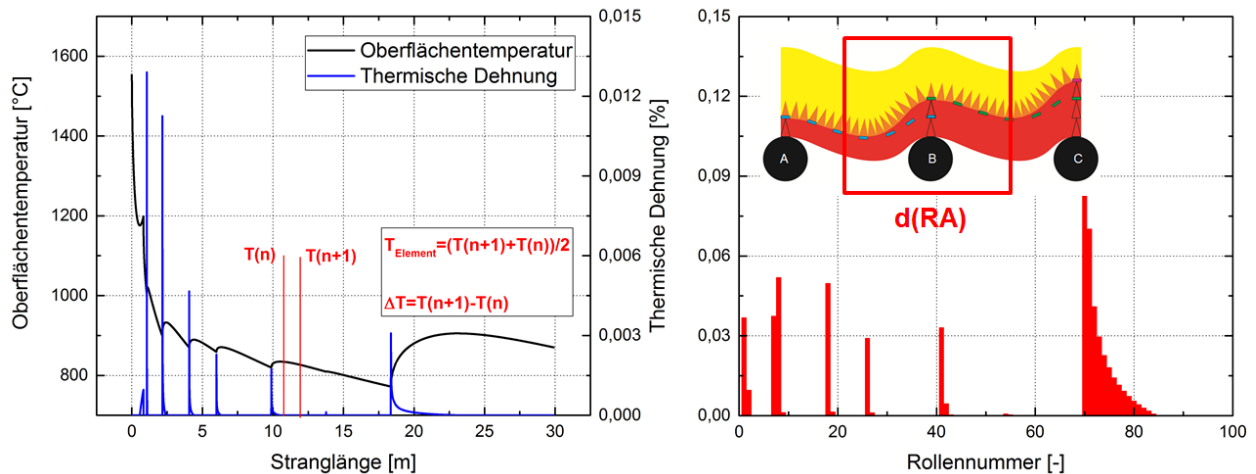 Oberflächentemperatur
Thermische Dehnung
Oberflächentemperatur [°C]
1600
1400
1200
1000
800
T(n)
T(n+1)
T_Element=(T(n+1)+T(n))/2
ΔT=T(n+1)-T(n)
0,015
0,012
0,009
0,006
0,003
0,000
Thermische Dehnung [%]
0
5
10
15
20
25
30
Stranglänge [m]
0,15
0,12
0,09
0,06
0,03
0,00
A
B
C
d(RA)
0
20
40
60
80
100
Rollennummer [-]